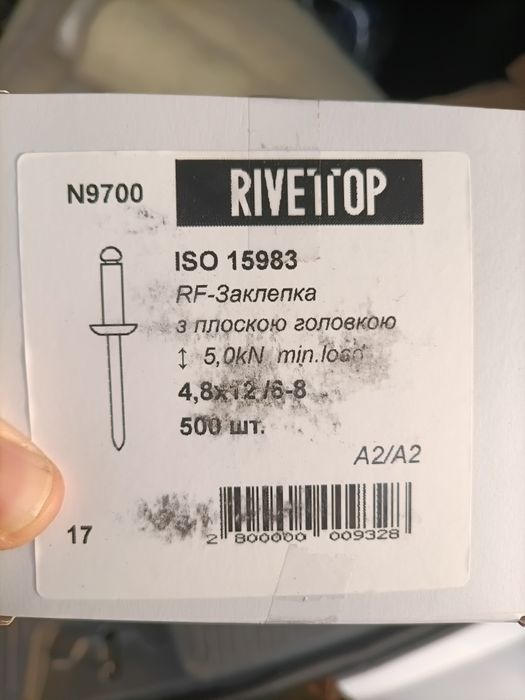 N9700
RIVETTOP
ISO 15983
RF-Заклепка
з плоскою головкою
↕ 5,0kN min.load
4,8x12 /6-8
500 шт.
A2/A2
17
2 800000 009328